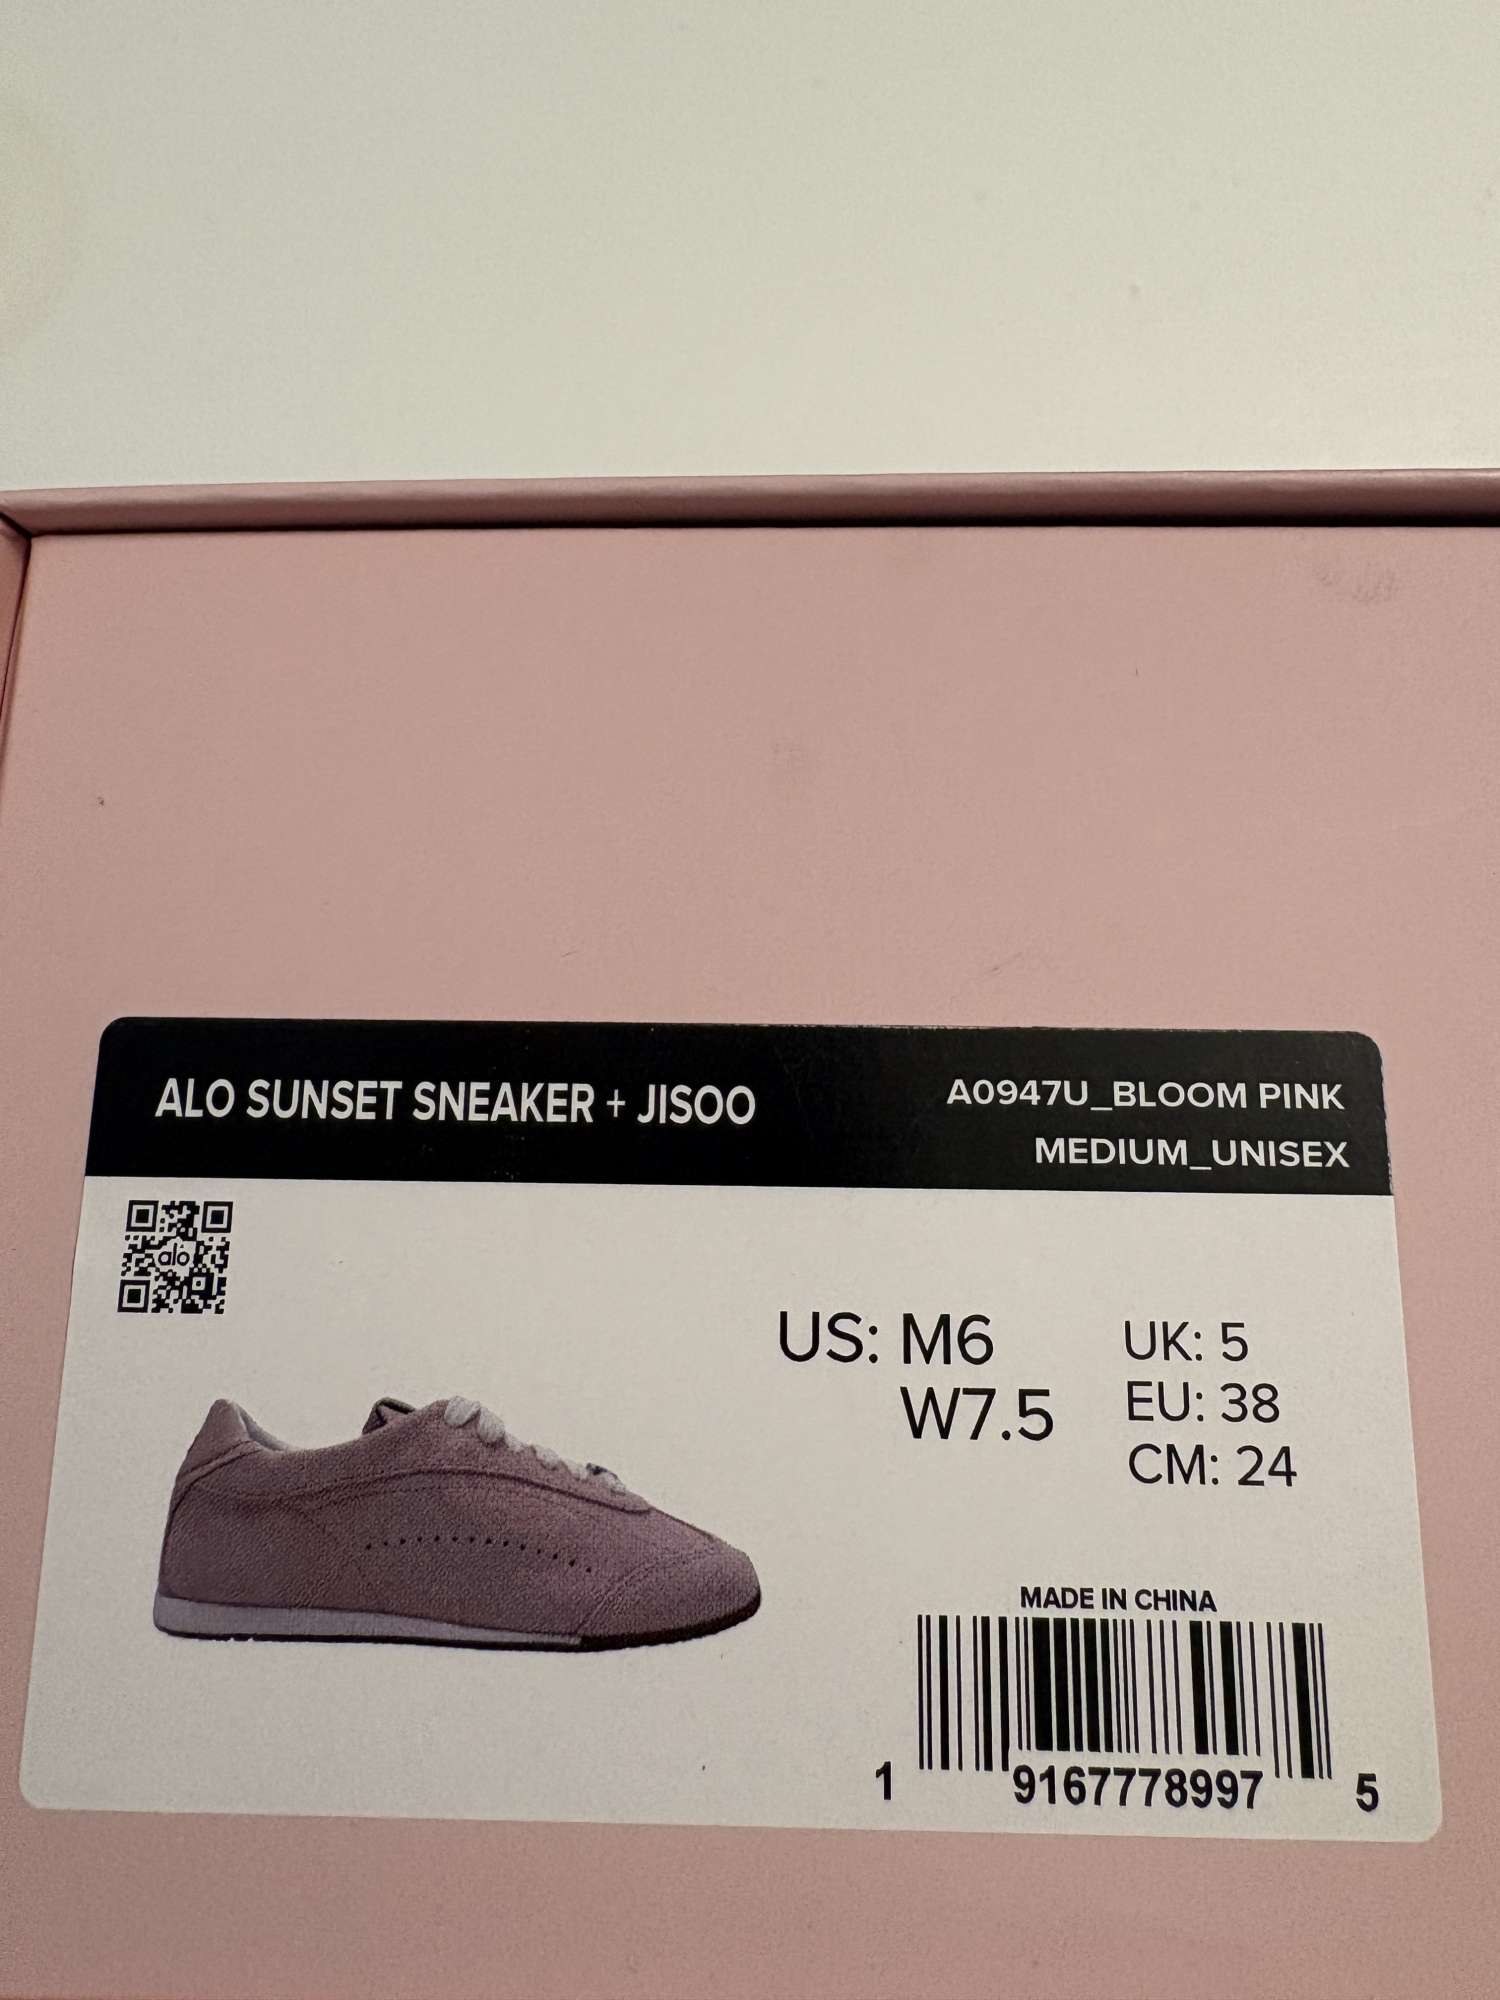 ALO SUNSET SNEAKER + JISOO
A0947U_BLOOM PINK
MEDIUM_UNISEX
alo
US: M6
W7.5
UK: 5
EU: 38
CM: 24
MADE IN CHINA
1 9167778997 5